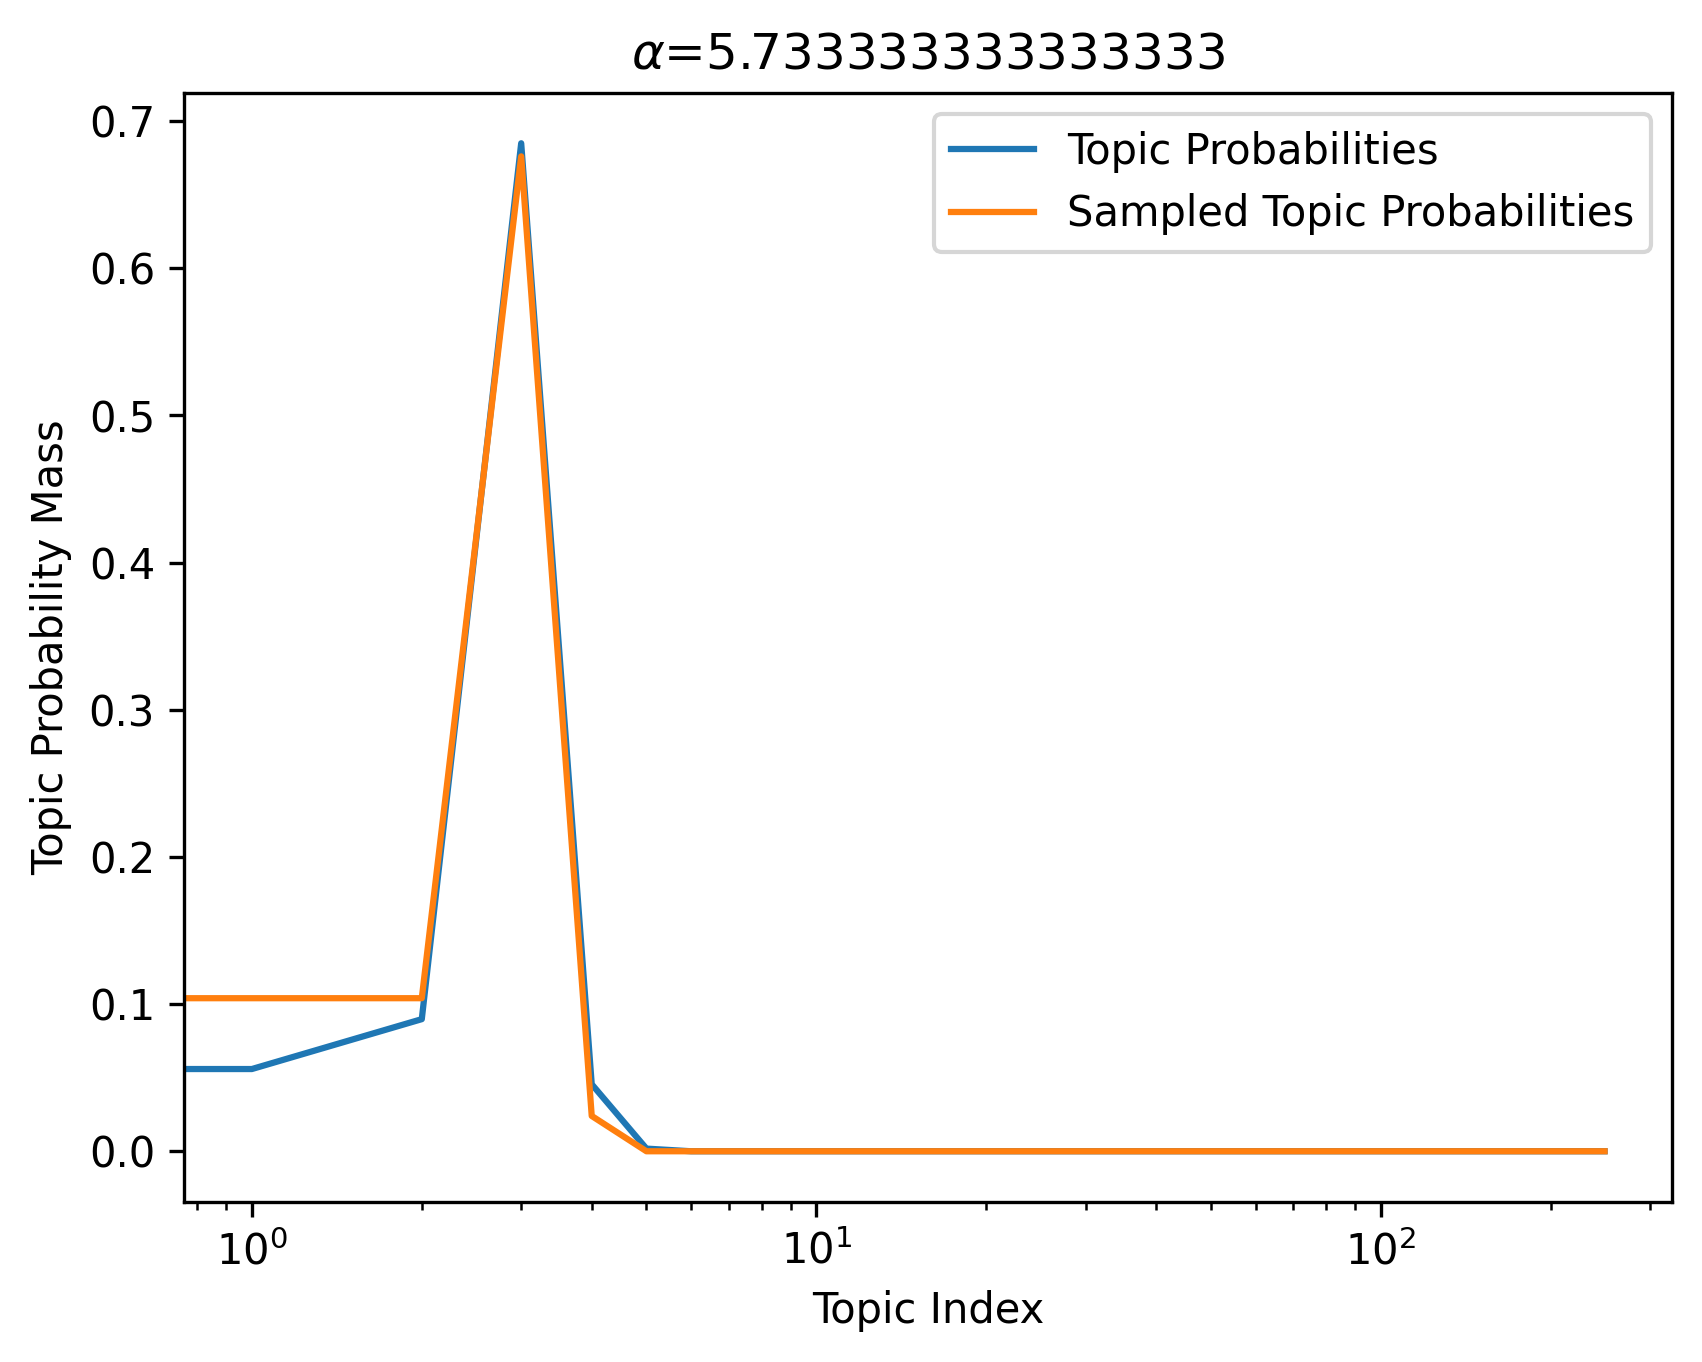 α=5.733333333333333
Topic Probabilities
Sampled Topic Probabilities
0.7
0.6
0.5
0.4
0.3
0.2
0.1
0.0
Topic Probability Mass
10⁰ 10¹ 10²
Topic Index